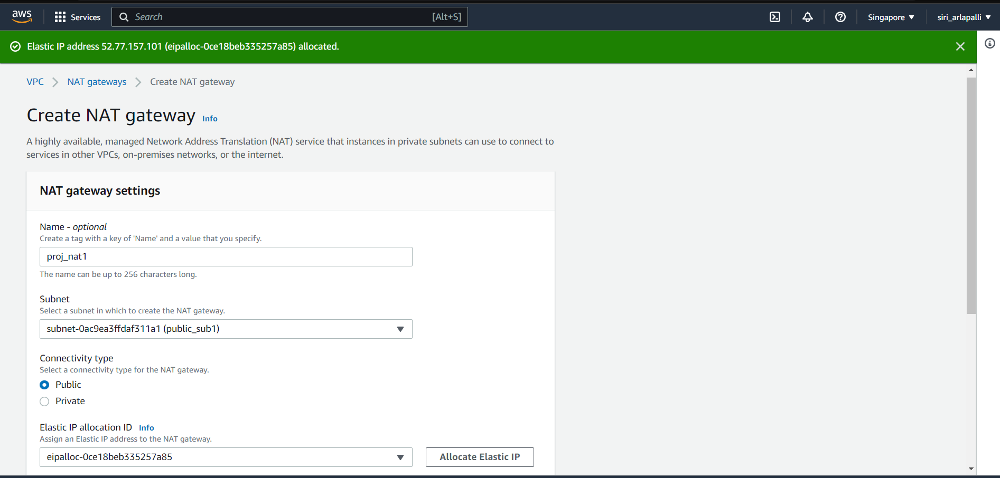 aws
Services
Search
[Alt+S]
Singapore
siri_arlapalli
Elastic IP address 52.77.157.101 (eipalloc-0ce18beb335257a85) allocated.
VPC
NAT gateways
Create NAT gateway
Create NAT gateway
Info
A highly available, managed Network Address Translation (NAT) service that instances in private subnets can use to connect to
services in other VPCs, on-premises networks, or the internet.
NAT gateway settings
Name - optional
Create a tag with a key of 'Name' and a value that you specify.
proj_nat1
The name can be up to 256 characters long.
Subnet
Select a subnet in which to create the NAT gateway.
subnet-0ac9ea3ffdaf311a1 (public_sub1)
Connectivity type
Select a connectivity type for the NAT gateway.
Public
Private
Elastic IP allocation ID
Info
Assign an Elastic IP address to the NAT gateway.
eipalloc-0ce18beb335257a85
Allocate Elastic IP